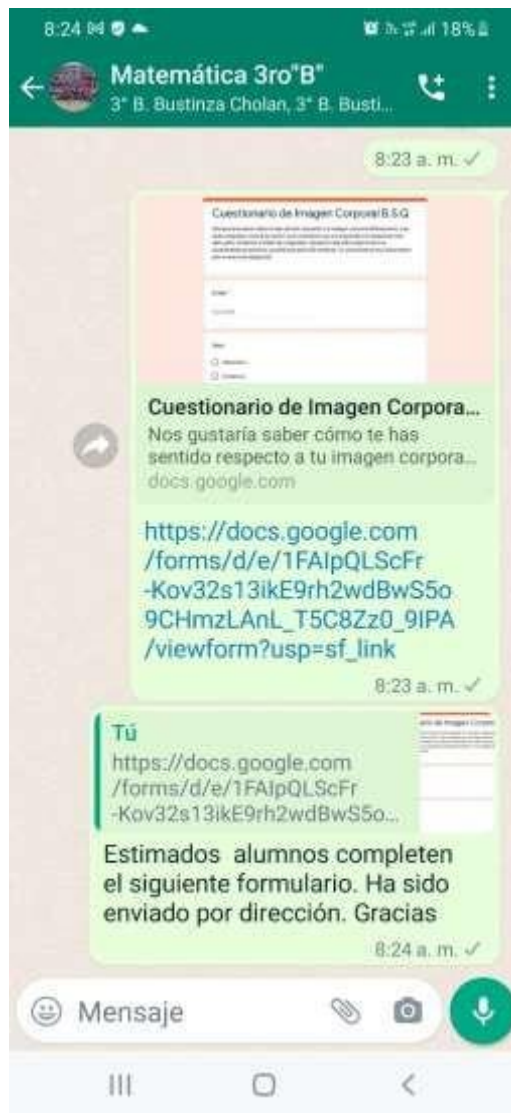 8:24
18%
Matemática 3ro"B"
3° B. Bustinza Cholan, 3° B. Busti...
8:23 a. m.
Cuestionario de Imagen Corporal B.S.Q
Cuestionario de Imagen Corpora...
Nos gustaría saber cómo te has
sentido respecto a tu imagen corpora...
docs.google.com
https://docs.google.com
/forms/d/e/1FAIpQLScFr
-Kov32s13ikE9rh2wdBwS5o
9CHmzLAnL_T5C8Zz0_9IPA
/viewform?usp=sf_link
8:23 a. m.
Tú
https://docs.google.com
/forms/d/e/1FAIpQLScFr
-Kov32s13ikE9rh2wdBwS5o...
Estimados alumnos completen
el siguiente formulario. Ha sido
enviado por dirección. Gracias
8:24 a. m.
Mensaje